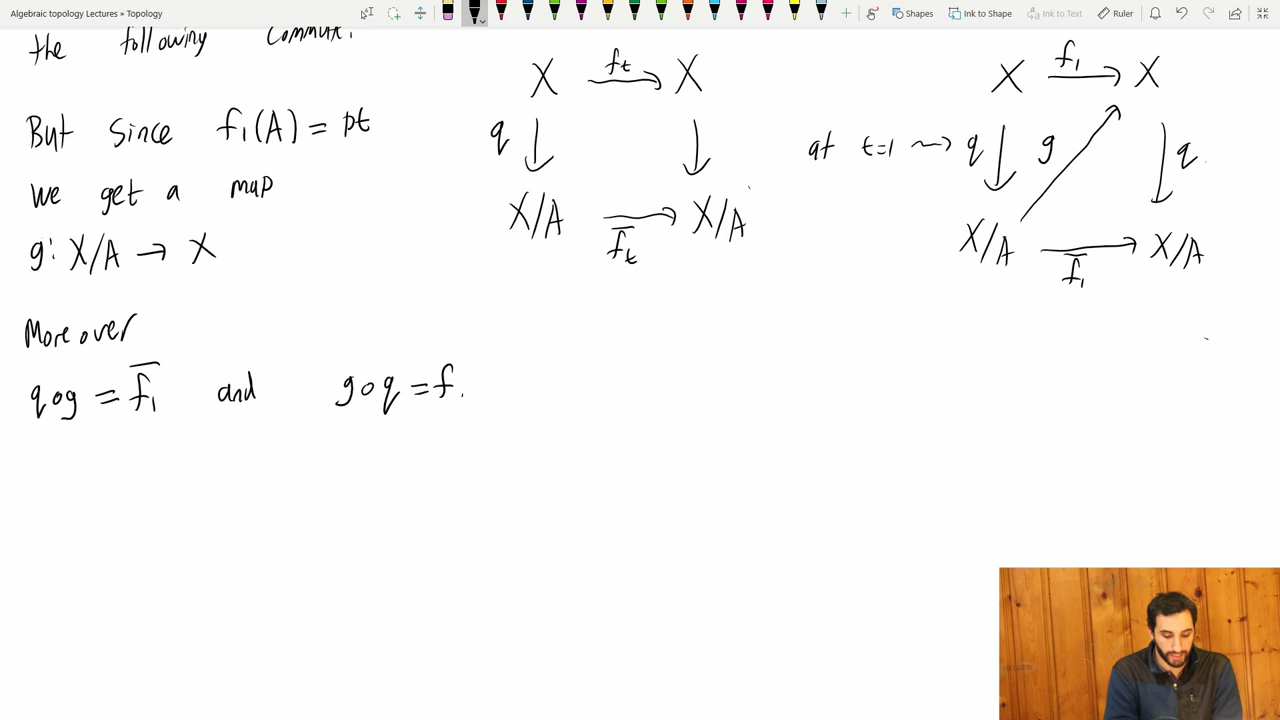 Algebraic topology Lectures » Topology
Shapes Ink to Shape Ink to Text Ruler
the following commute.
But since f₁(A) = pt
we get a map
g: X/A → X
Moreover
q∘g = f̄₁ and g∘q = f.
X fₜ X
q
X/A f̄ₜ X/A
X f₁ X
at t=1 ⇝ q g q
X/A f̄₁ X/A